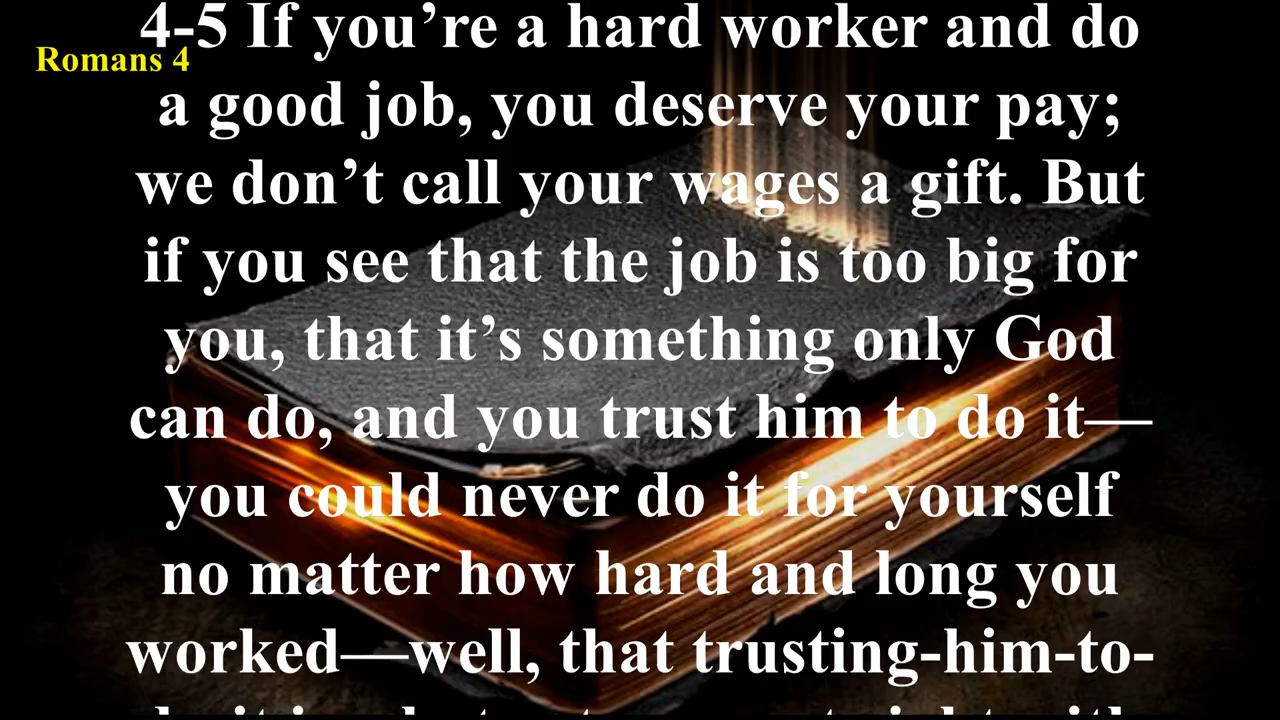 4-5 If you’re a hard worker and do
Romans 4
a good job, you deserve your pay;
we don’t call your wages a gift. But
if you see that the job is too big for
you, that it’s something only God
can do, and you trust him to do it—
you could never do it for yourself
no matter how hard and long you
worked—well, that trusting-him-to-